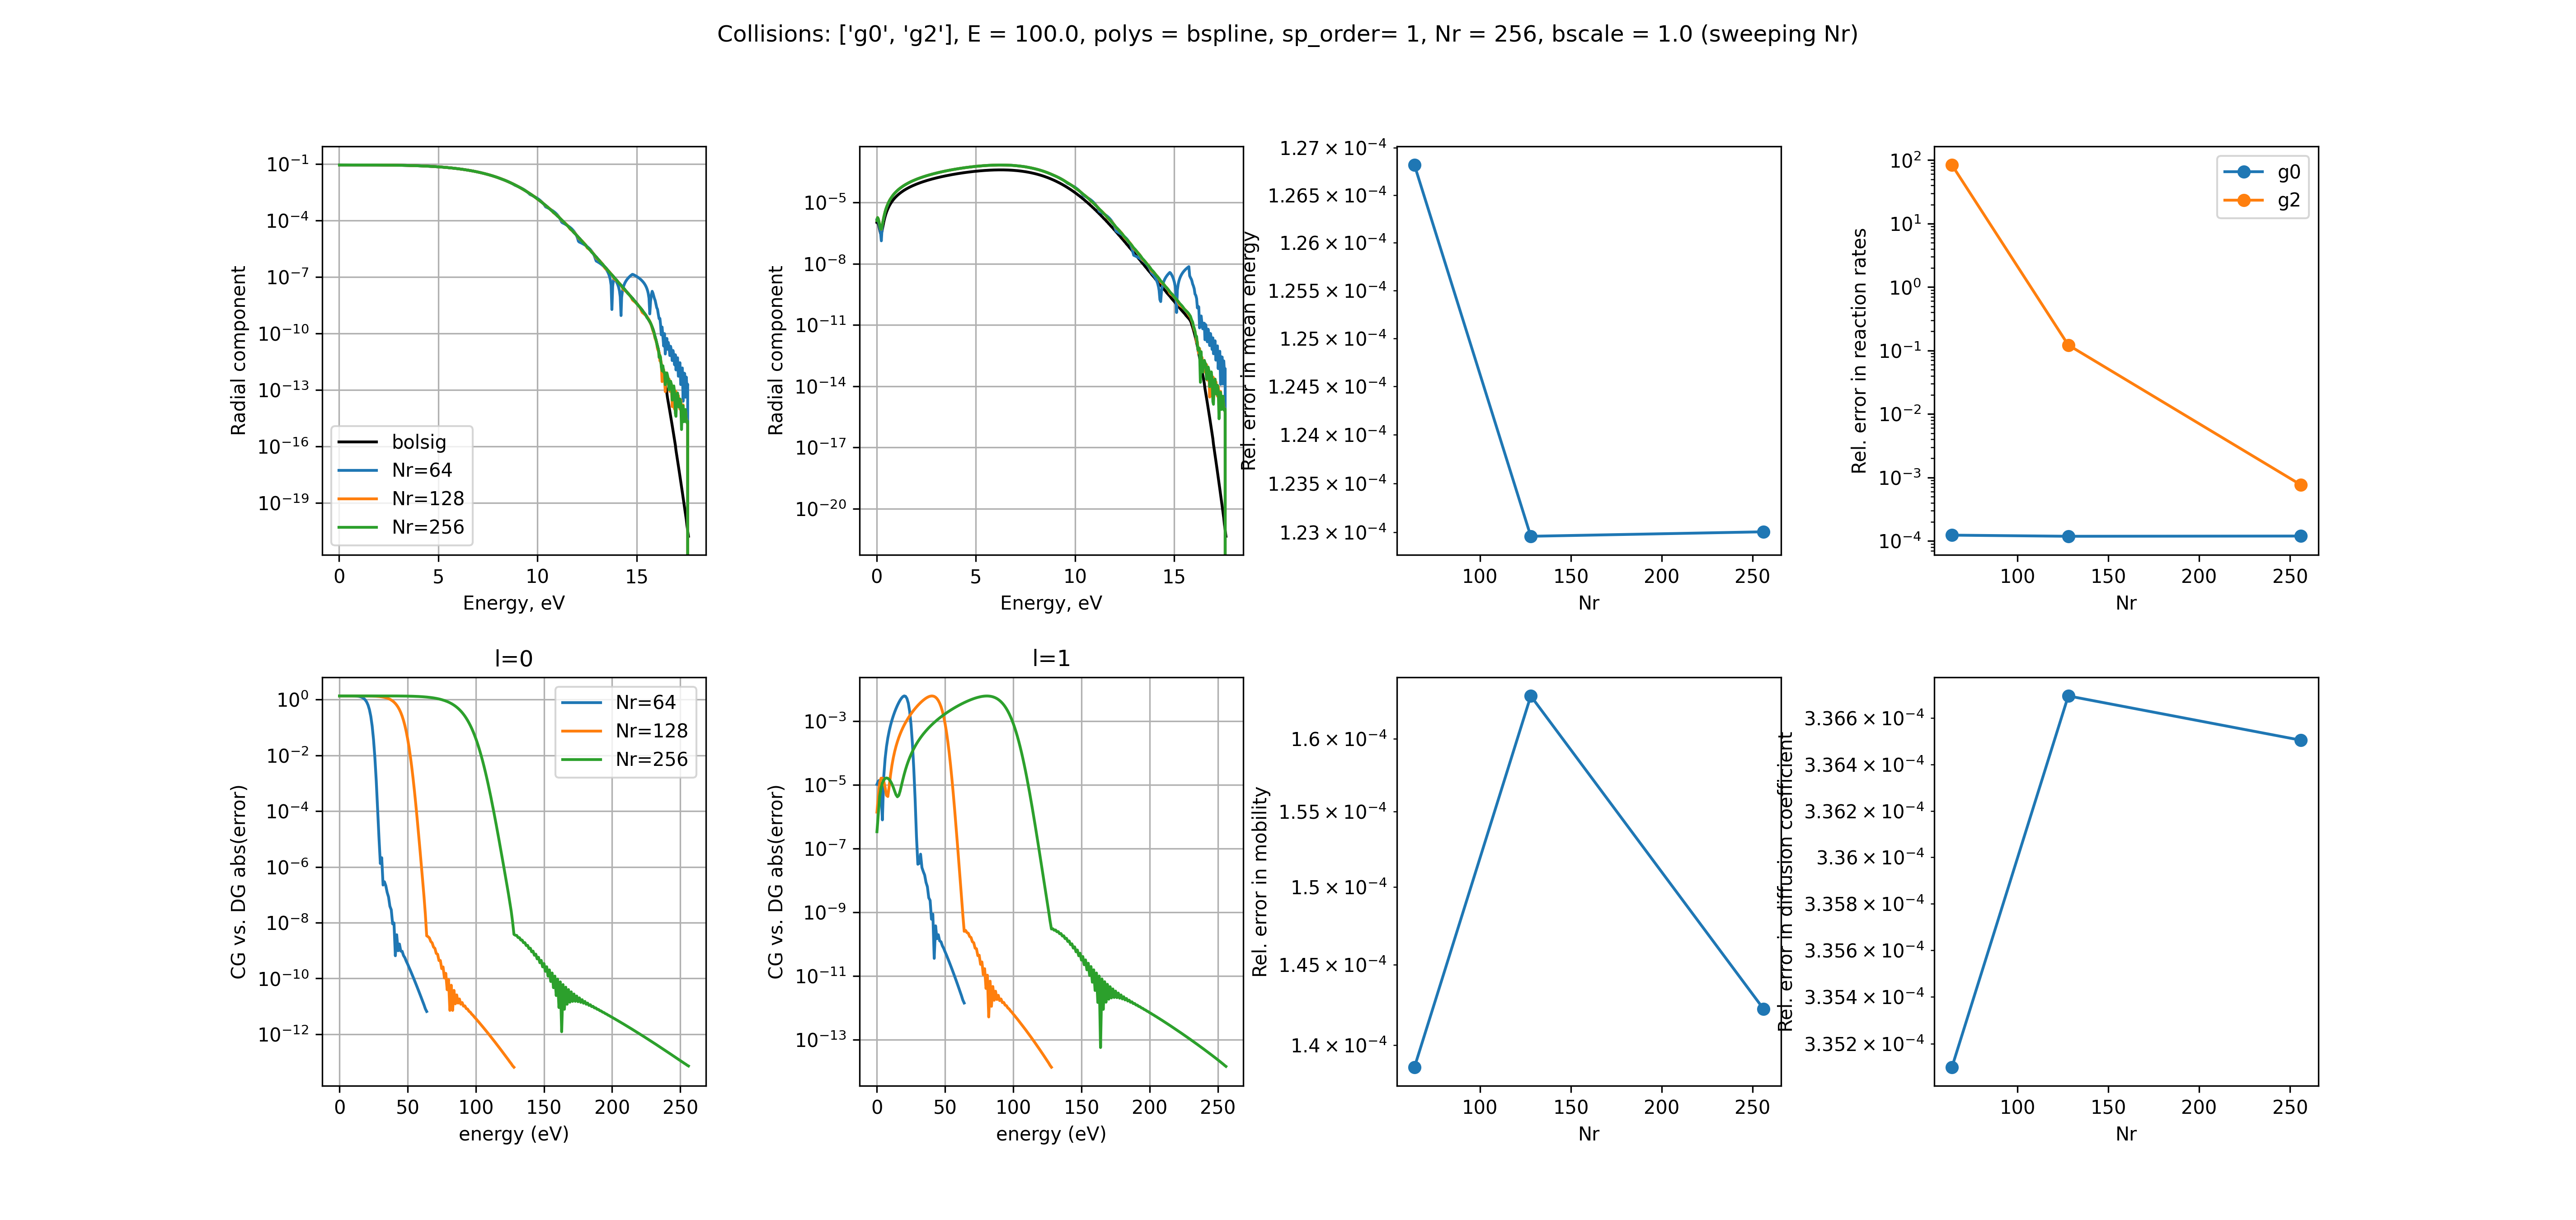 Collisions: ['g0', 'g2'], E = 100.0, polys = bspline, sp_order= 1, Nr = 256, bscale = 1.0 (sweeping Nr)
Radial component
10⁻¹
10⁻⁴
10⁻⁷
10⁻¹⁰
10⁻¹³
10⁻¹⁶
10⁻¹⁹
bolsig
Nr=64
Nr=128
Nr=256
0 5 10 15
Energy, eV
Radial component
10⁻⁵
10⁻⁸
10⁻¹¹
10⁻¹⁴
10⁻¹⁷
10⁻²⁰
0 5 10 15
Energy, eV
Rel. error in mean energy
1.27 × 10⁻⁴
1.265 × 10⁻⁴
1.26 × 10⁻⁴
1.255 × 10⁻⁴
1.25 × 10⁻⁴
1.245 × 10⁻⁴
1.24 × 10⁻⁴
1.235 × 10⁻⁴
1.23 × 10⁻⁴
100 150 200 250
Nr
Rel. error in reaction rates
10²
10¹
10⁰
10⁻¹
10⁻²
10⁻³
10⁻⁴
g0
g2
100 150 200 250
Nr
l=0
CG vs. DG abs(error)
10⁰
10⁻²
10⁻⁴
10⁻⁶
10⁻⁸
10⁻¹⁰
10⁻¹²
Nr=64
Nr=128
Nr=256
0 50 100 150 200 250
energy (eV)
l=1
CG vs. DG abs(error)
10⁻³
10⁻⁵
10⁻⁷
10⁻⁹
10⁻¹¹
10⁻¹³
0 50 100 150 200 250
energy (eV)
Rel. error in mobility
1.6 × 10⁻⁴
1.55 × 10⁻⁴
1.5 × 10⁻⁴
1.45 × 10⁻⁴
1.4 × 10⁻⁴
100 150 200 250
Nr
Rel. error in diffusion coefficient
3.366 × 10⁻⁴
3.364 × 10⁻⁴
3.362 × 10⁻⁴
3.36 × 10⁻⁴
3.358 × 10⁻⁴
3.356 × 10⁻⁴
3.354 × 10⁻⁴
3.352 × 10⁻⁴
100 150 200 250
Nr